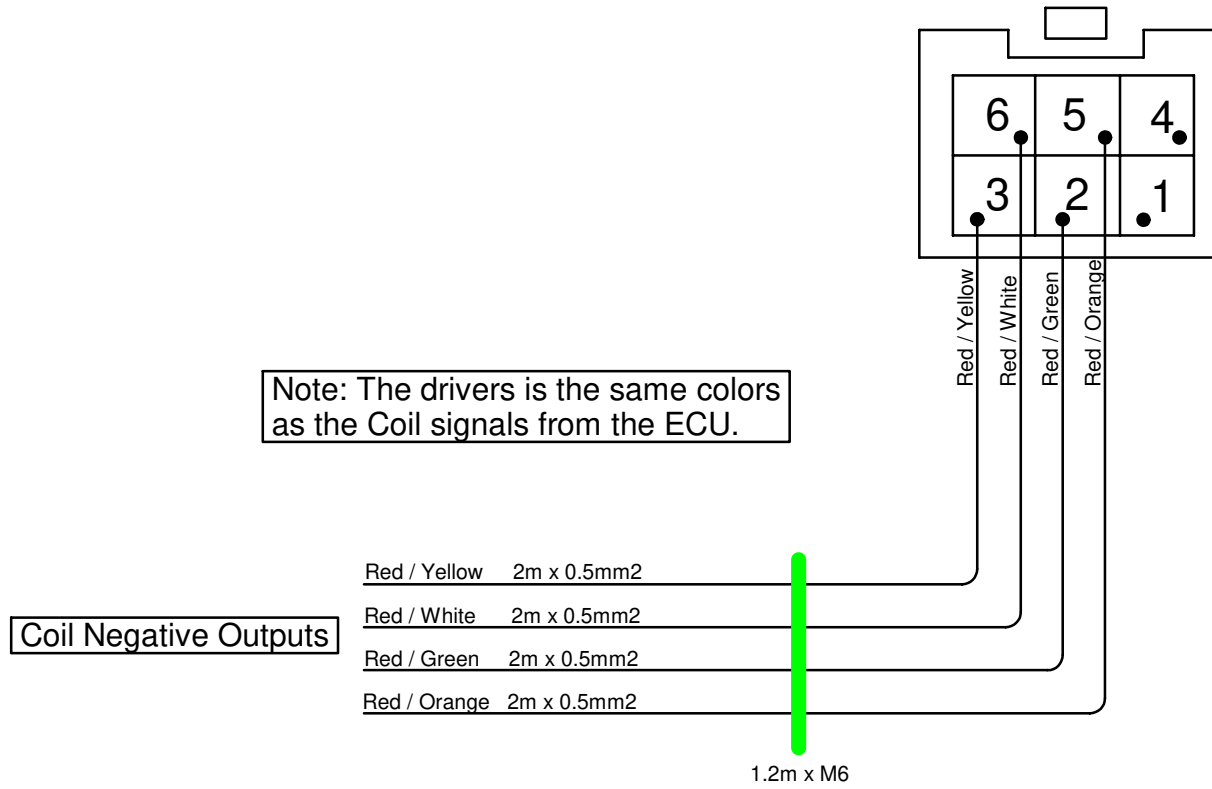 6 5 4
3 2 1
Red / Yellow
Red / White
Red / Green
Red / Orange
Note: The drivers is the same colors
as the Coil signals from the ECU.
Coil Negative Outputs
Red / Yellow 2m x 0.5mm2
Red / White 2m x 0.5mm2
Red / Green 2m x 0.5mm2
Red / Orange 2m x 0.5mm2
1.2m x M6